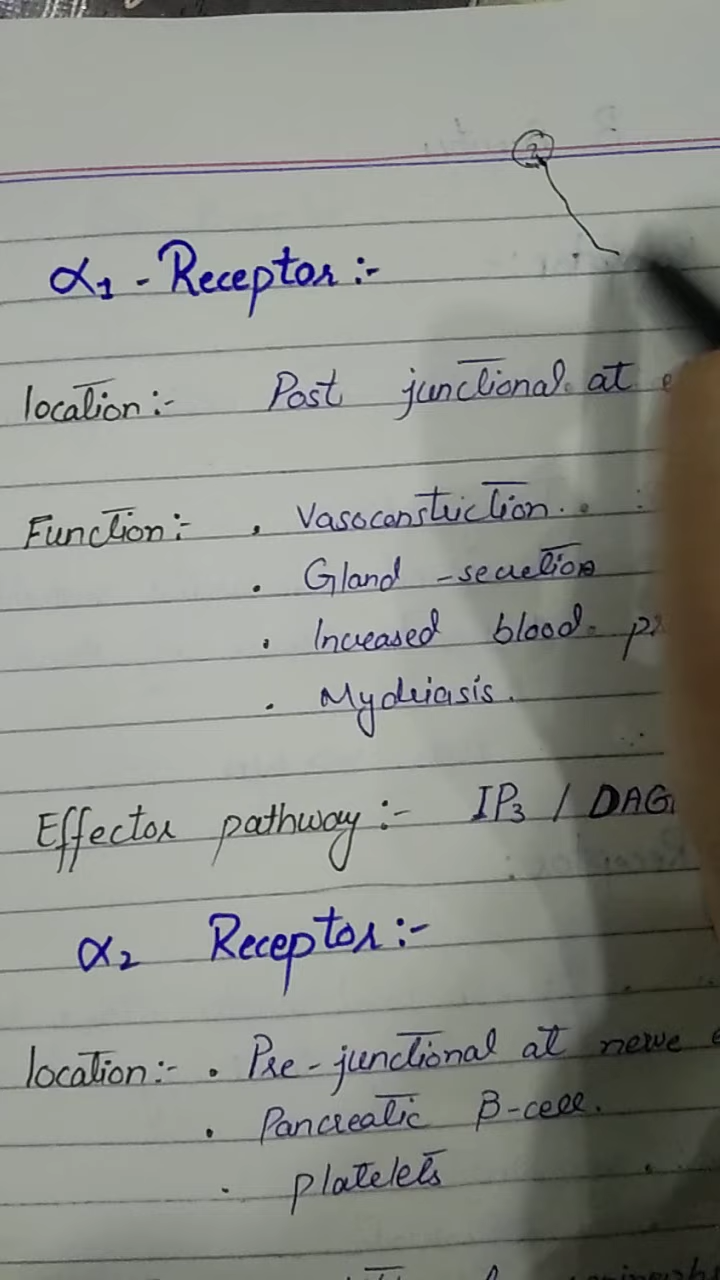 α1 - Receptor :-
location :- Post junctional at
Function :- . Vasoconstriction .
. Gland - secretion
. Increased blood
. Mydriasis .
Effector pathway :- IP3 / DAG
α2 Receptor :-
location :- . Pre - junctional at nerve
. Pancreatic β-cell .
. Platelets